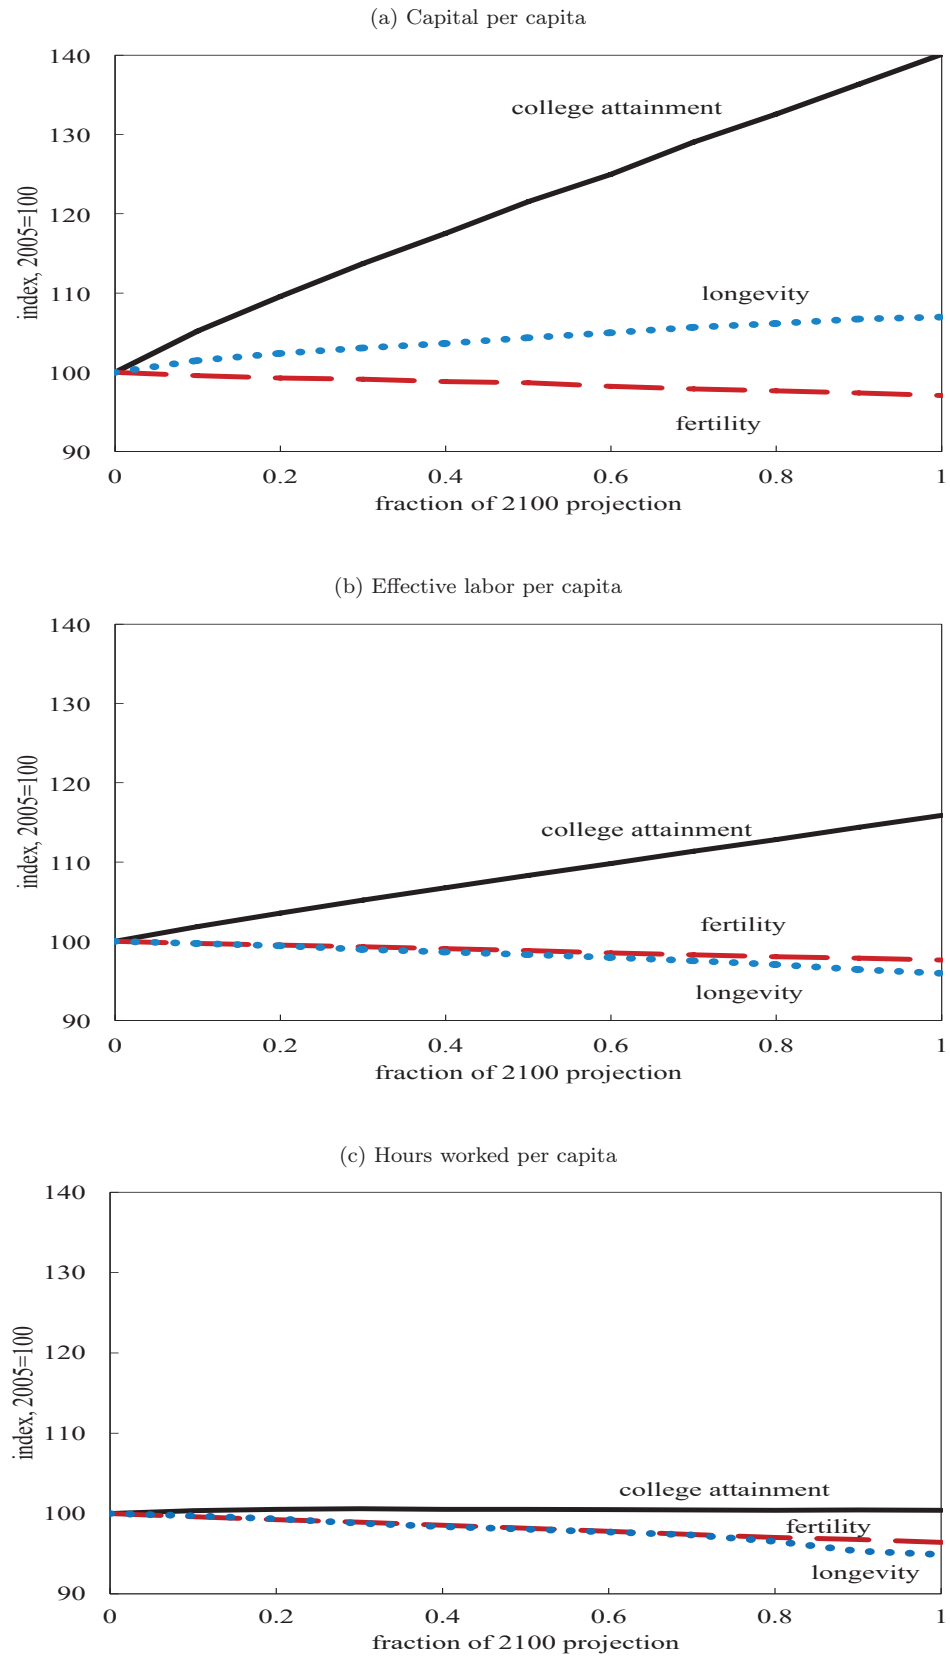 (a) Capital per capita
140
college attainment
130
120
index, 2005=100
110
longevity
100
fertility
90
0 0.2 0.4 0.6 0.8 1
fraction of 2100 projection
(b) Effective labor per capita
140
130
120
index, 2005=100
college attainment
110
fertility
100
longevity
90
0 0.2 0.4 0.6 0.8 1
fraction of 2100 projection
(c) Hours worked per capita
140
130
120
index, 2005=100
110
college attainment
100
fertility
longevity
90
0 0.2 0.4 0.6 0.8 1
fraction of 2100 projection